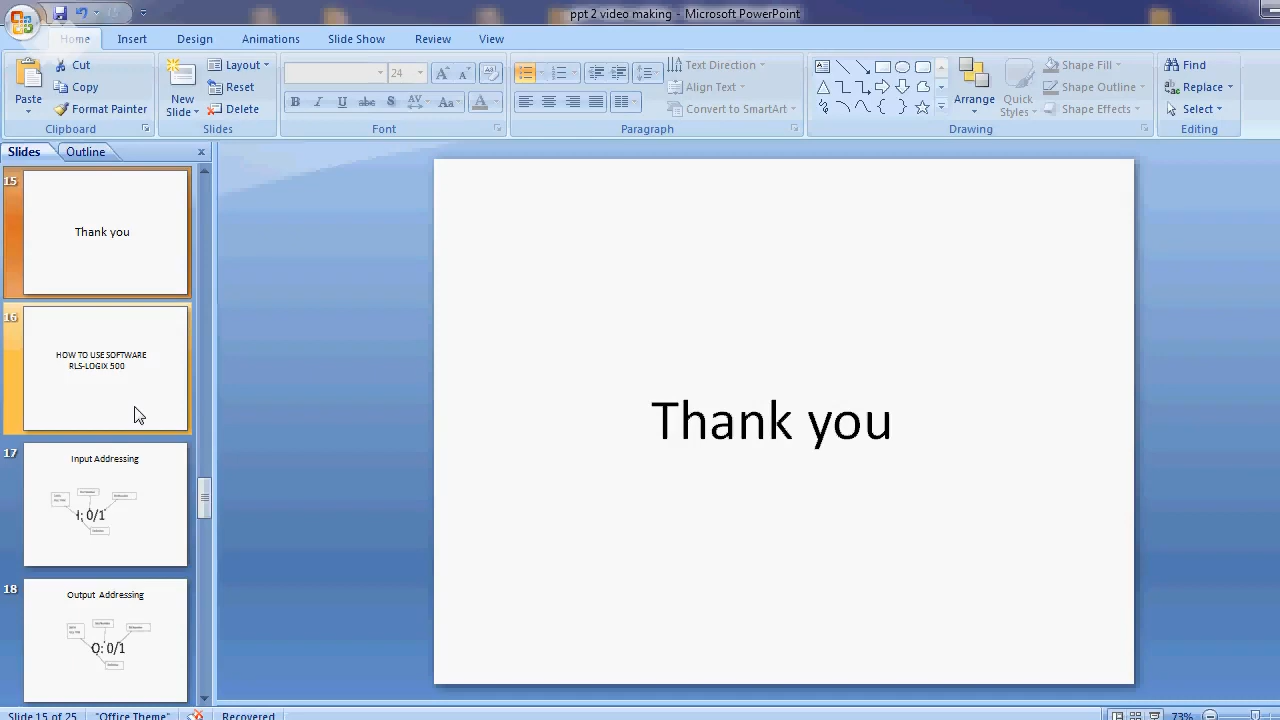 ppt 2 video making - Microsoft PowerPoint
Home Insert Design Animations Slide Show Review View
Paste Cut Copy Format Painter
Clipboard
New Slide Layout Reset Delete
Slides
24
B I U abc S AV Aa A
Font
Text Direction
Align Text
Convert to SmartArt
Paragraph
Arrange Quick Styles Shape Fill Shape Outline Shape Effects
Drawing
Find
Replace
Select
Editing
Slides Outline
15
Thank you
16
HOW TO USE SOFTWARE
RLS-LOGIX 500
17
Input Addressing
I: 0/1
18
Output Addressing
O: 0/1
Thank you
Slide 15 of 25 "Office Theme" Recovered 73%